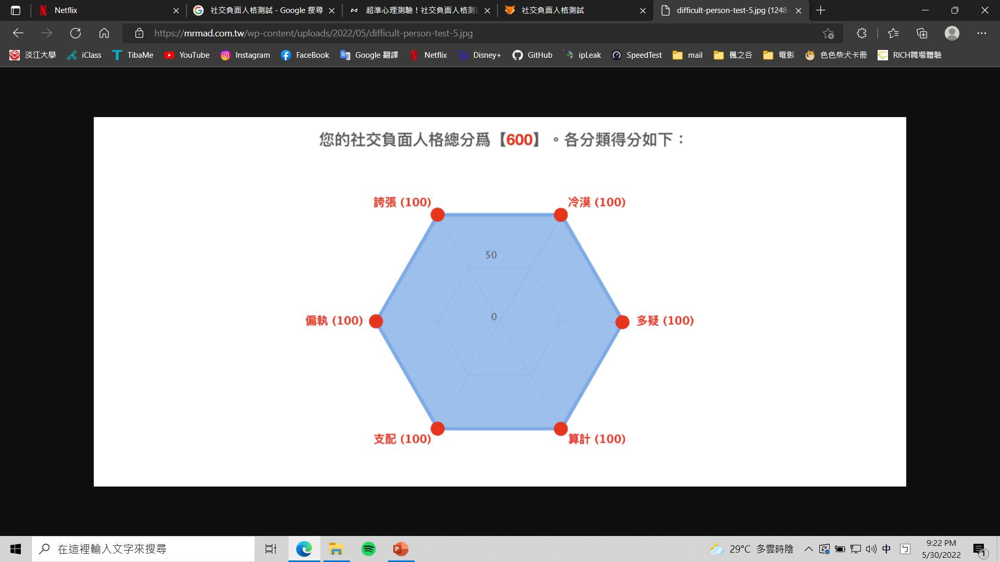 Netflix
社交負面人格測試 - Google 搜尋
超準心理測驗！社交負面人格測
社交負面人格測試
difficult-person-test-5.jpg (1248
https://mrmad.com.tw/wp-content/uploads/2022/05/difficult-person-test-5.jpg
淡江大學
iClass
TibaMe
YouTube
Instagram
FaceBook
Google 翻譯
Netflix
Disney+
GitHub
ipLeak
SpeedTest
mail
楓之谷
電影
色色柴犬卡冊
RICH職場體驗
您的社交負面人格總分爲【600】。各分類得分如下：
誇張 (100)
冷漠 (100)
50
偏執 (100)
0
多疑 (100)
支配 (100)
算計 (100)
在這裡輸入文字來搜尋
29°C 多雲時陰
中
ㄅ
9:22 PM
5/30/2022
1